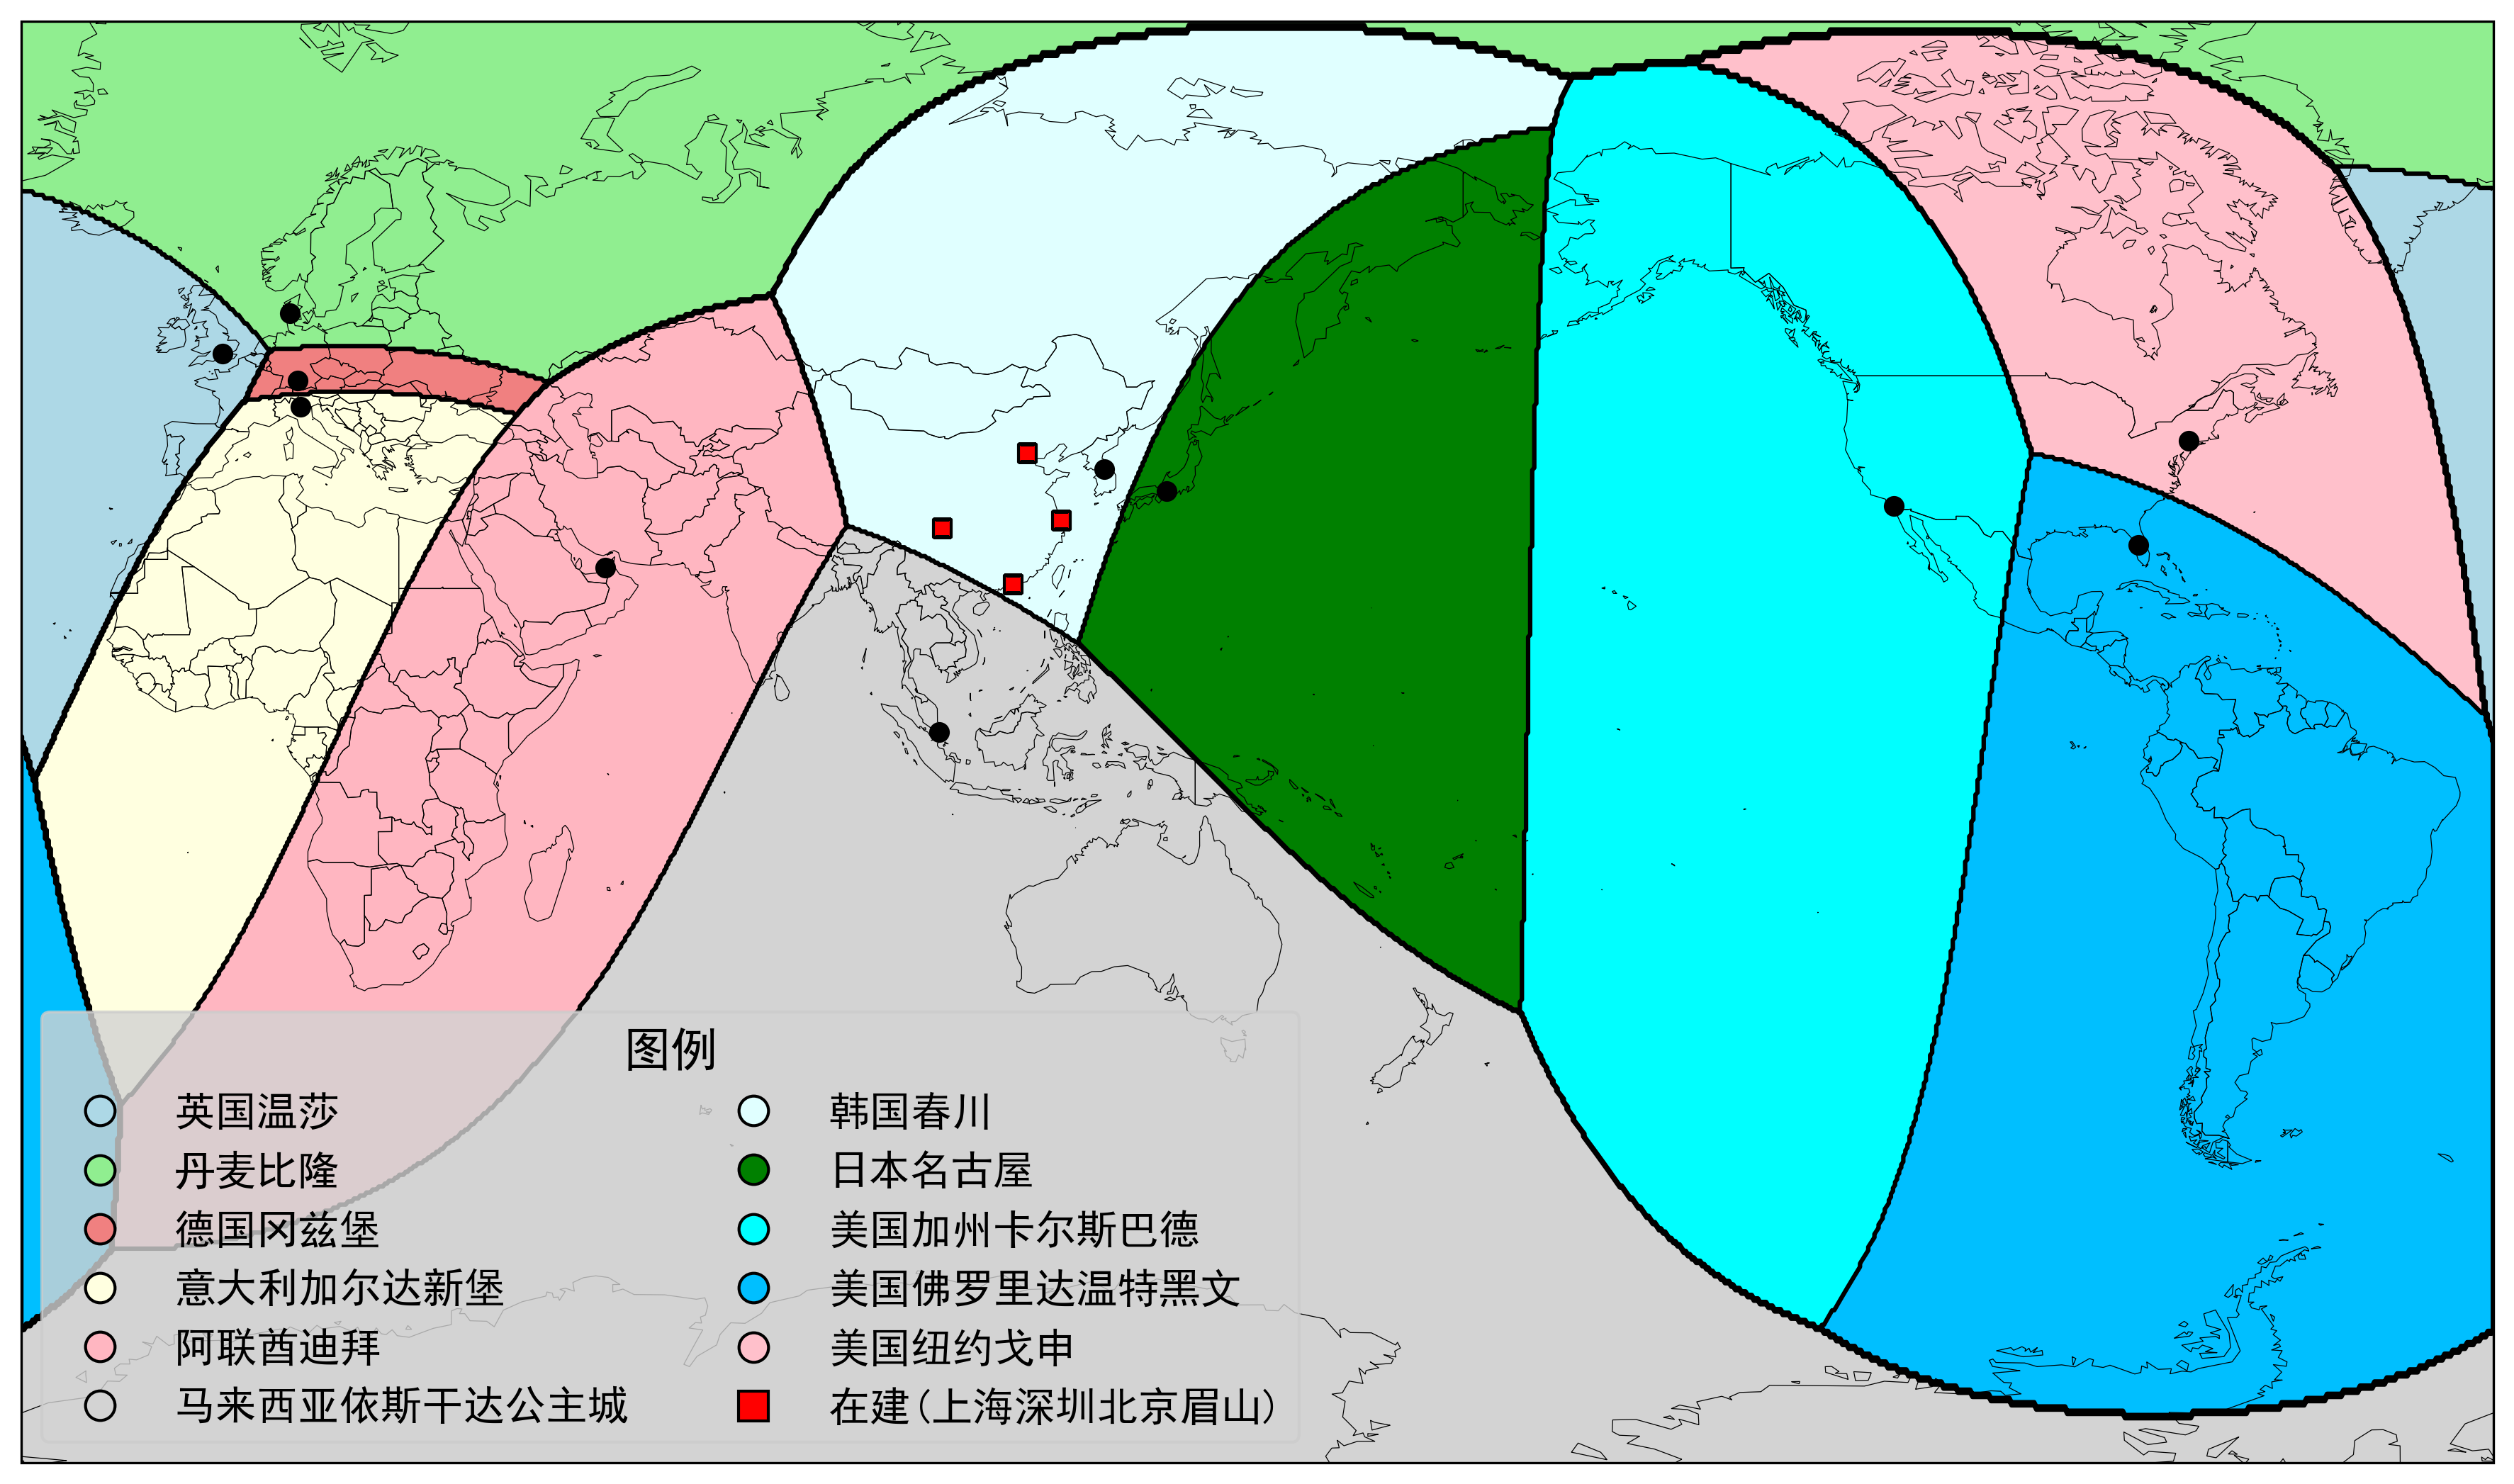 图例
英国温莎
丹麦比隆
德国冈兹堡
意大利加尔达新堡
阿联酋迪拜
马来西亚依斯干达公主城
韩国春川
日本名古屋
美国加州卡尔斯巴德
美国佛罗里达温特黑文
美国纽约戈申
在建(上海深圳北京眉山)